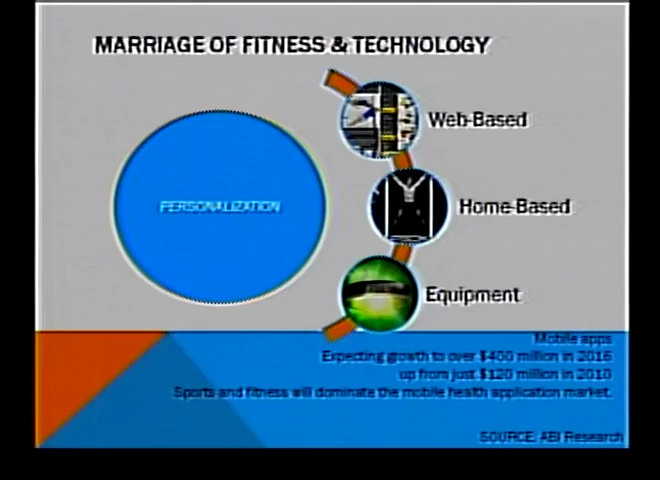 MARRIAGE OF FITNESS & TECHNOLOGY
Web-Based
PERSONALIZATION
Home-Based
Equipment
Mobile apps
Expecting growth to over $400 million in 2016
up from just $120 million in 2010
Sports and fitness will dominate the mobile health application market.
SOURCE: ABI Research